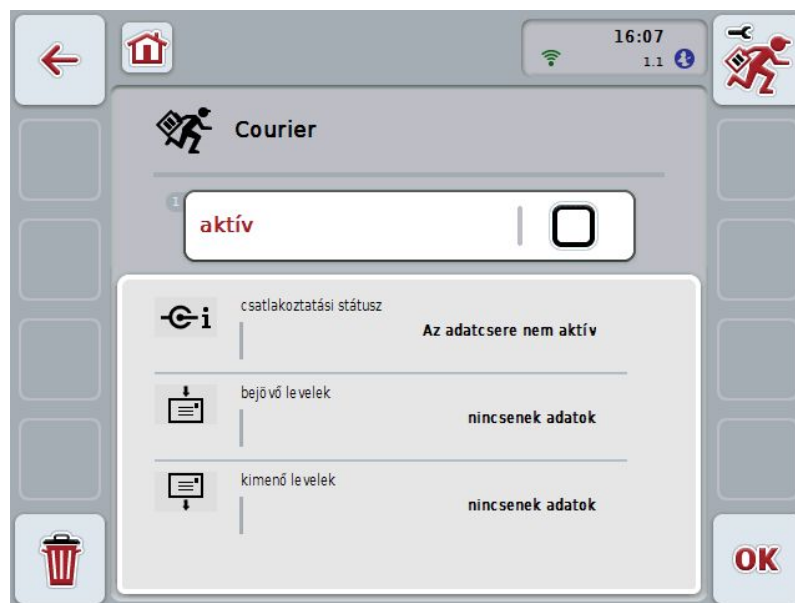 16:07
1.1
Courier
1
aktív
csatlakoztatási státusz
Az adatcsere nem aktív
bejövő levelek
nincsenek adatok
kimenő levelek
nincsenek adatok
OK